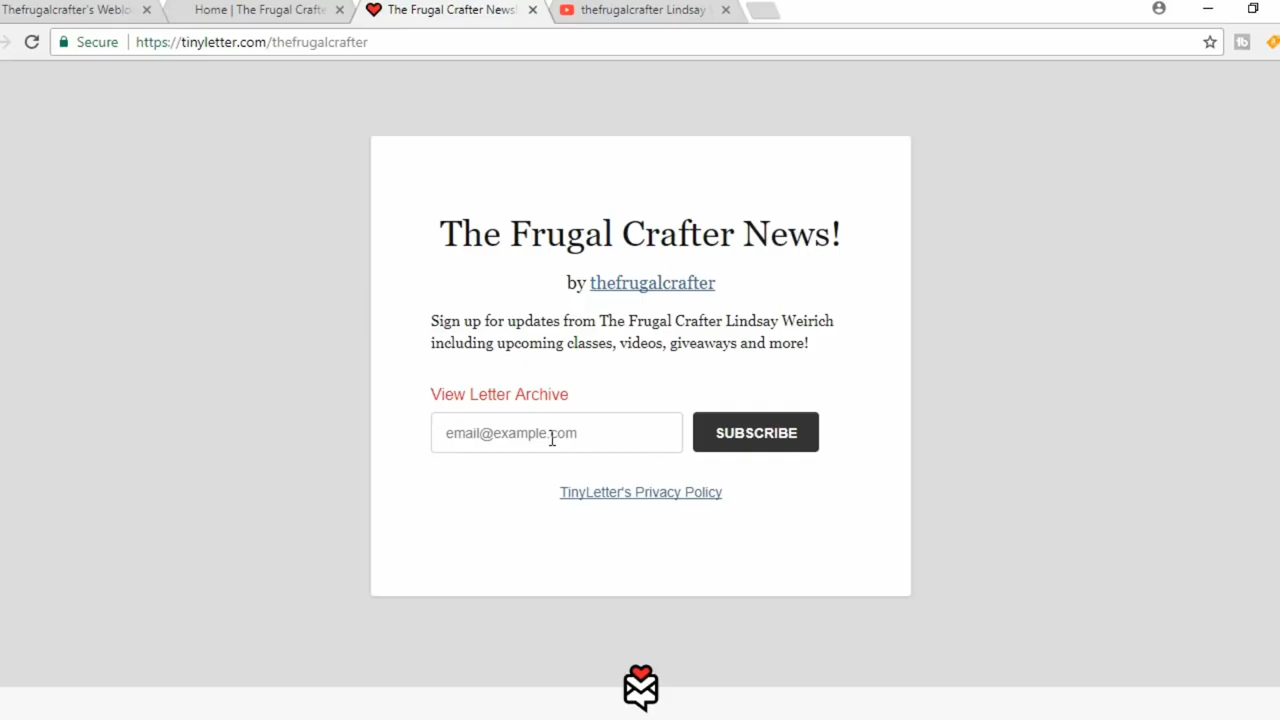 Thefrugalcrafter's Weblo
Home | The Frugal Crafte
The Frugal Crafter News!
thefrugalcrafter Lindsay
Secure
https://tinyletter.com/thefrugalcrafter
tb
The Frugal Crafter News!
by thefrugalcrafter
Sign up for updates from The Frugal Crafter Lindsay Weirich
including upcoming classes, videos, giveaways and more!
View Letter Archive
email@example.com
SUBSCRIBE
TinyLetter's Privacy Policy